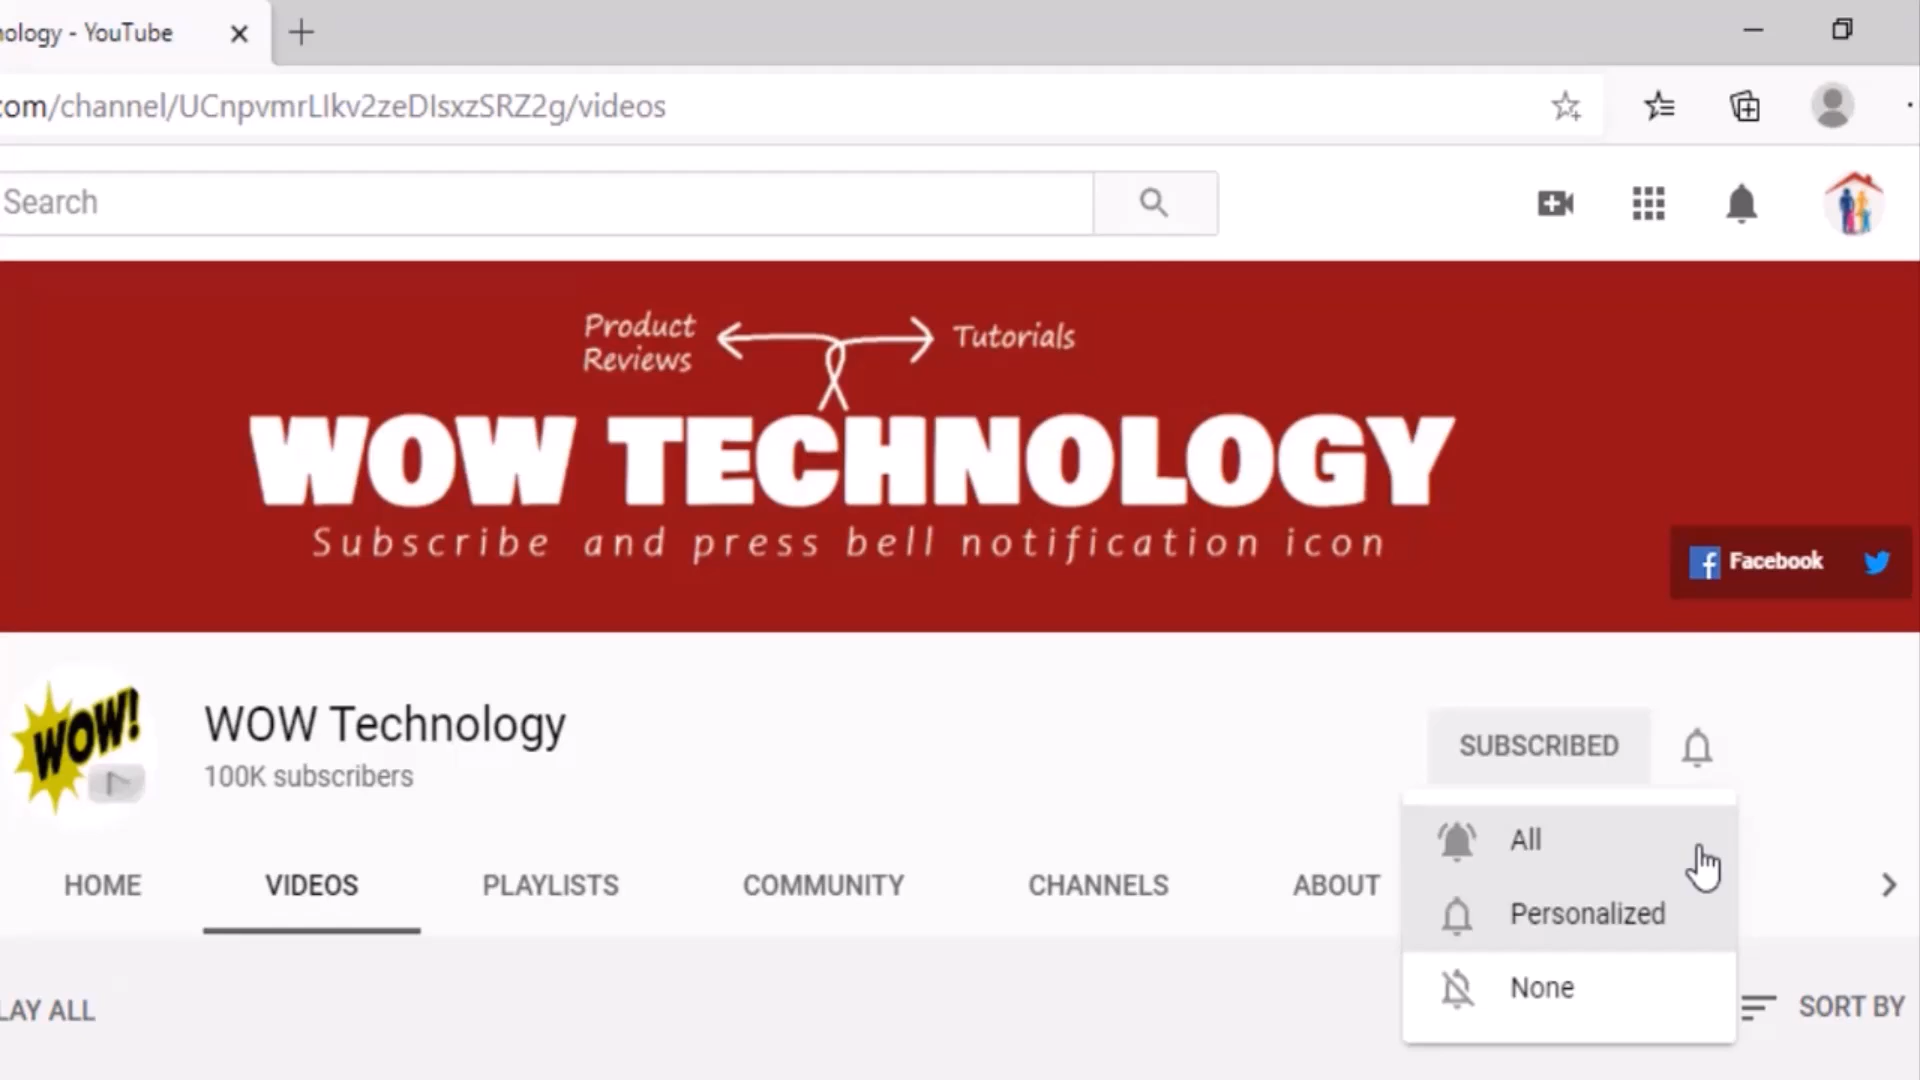 nology - YouTube
com/channel/UCnpvmrLIkv2zeDIsxzSRZ2g/videos
Search
Product
Reviews
Tutorials
WOW TECHNOLOGY
Subscribe and press bell notification icon
Facebook
WOW!
WOW Technology
100K subscribers
SUBSCRIBED
All
Personalized
None
HOME
VIDEOS
PLAYLISTS
COMMUNITY
CHANNELS
ABOUT
LAY ALL
SORT BY